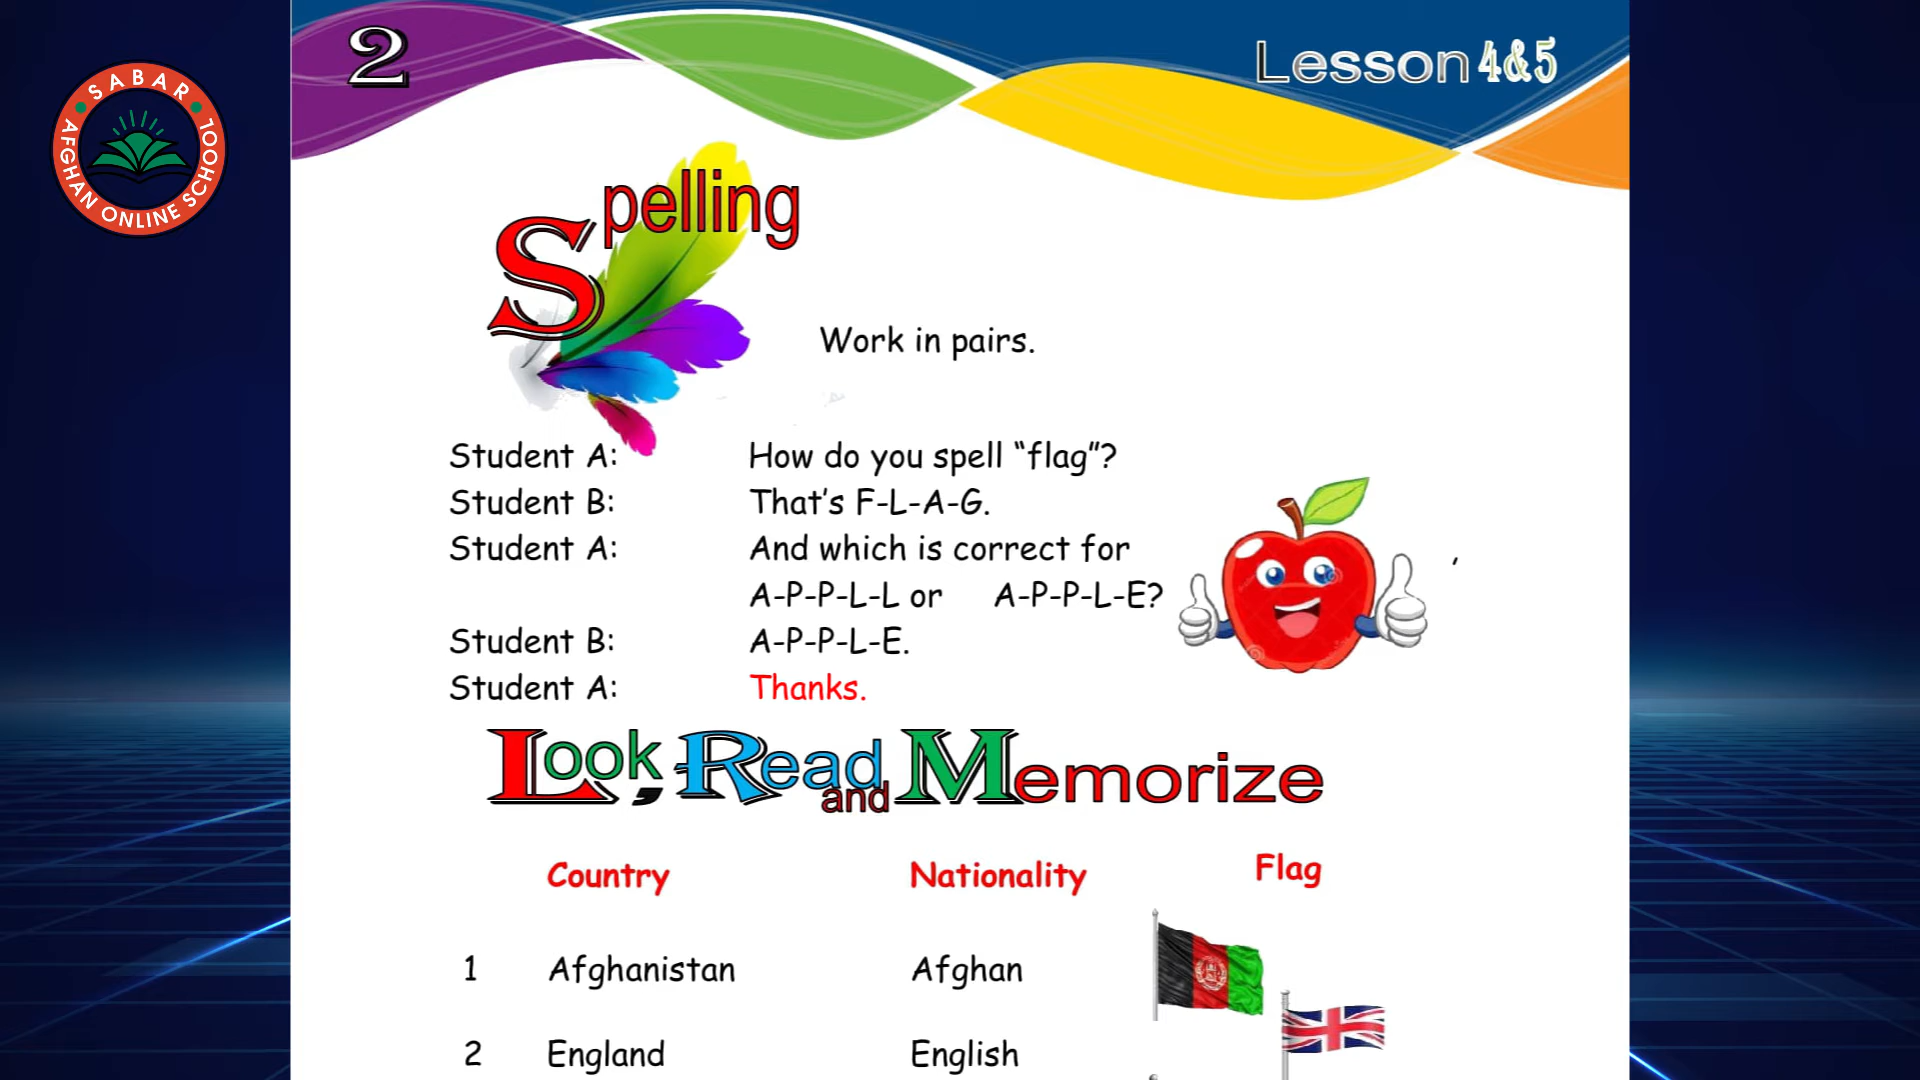 SABAR
AFGHAN ONLINE SCHOOL
2
Lesson 4&5
Spelling
Work in pairs.
Student A: How do you spell “flag”?
Student B: That’s F-L-A-G.
Student A: And which is correct for
A-P-P-L-L or A-P-P-L-E?
Student B: A-P-P-L-E.
Student A: Thanks.
Look, Read and Memorize
Country Nationality Flag
1 Afghanistan Afghan
2 England English